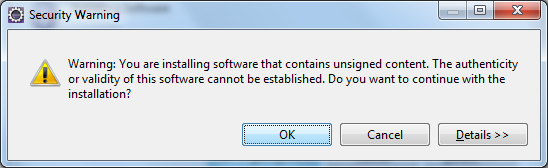 Security Warning
Warning: You are installing software that contains unsigned content. The authenticity
or validity of this software cannot be established. Do you want to continue with the
installation?
OK Cancel Details >>